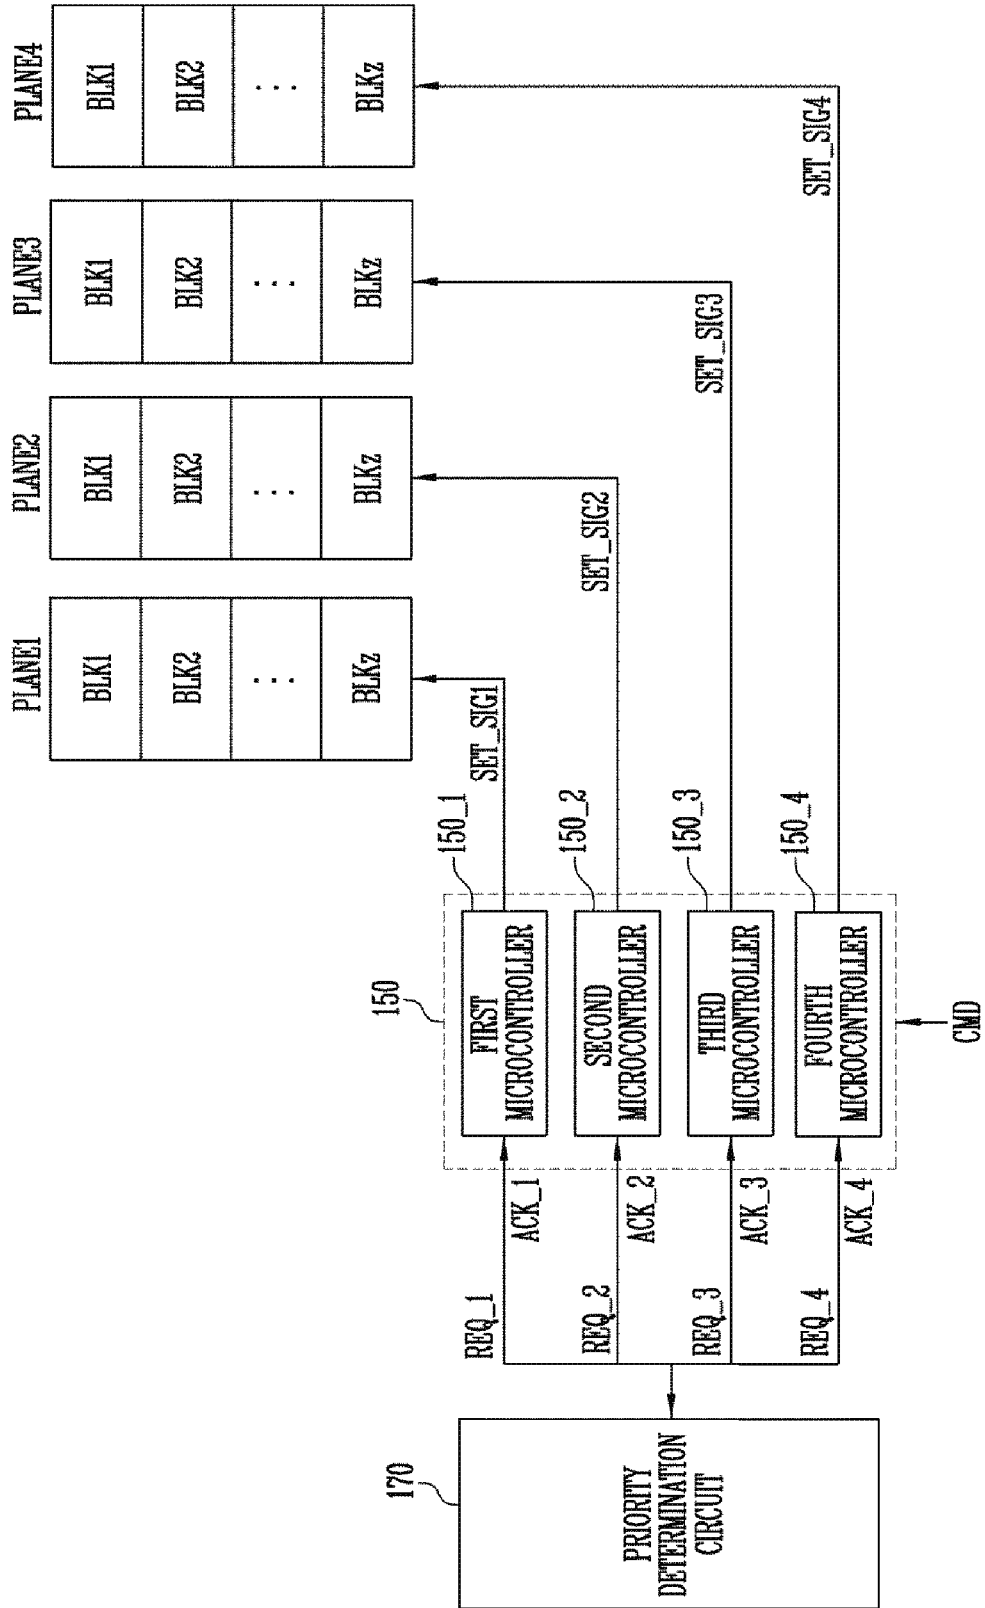 170
PRIORITY
DETERMINATION
CIRCUIT
REQ_1
ACK_1
REQ_2
ACK_2
REQ_3
ACK_3
REQ_4
ACK_4
150
FIRST
MICROCONTROLLER
150_1
SECOND
MICROCONTROLLER
150_2
THIRD
MICROCONTROLLER
150_3
FOURTH
MICROCONTROLLER
150_4
CMD
SET_SIG1
SET_SIG2
SET_SIG3
SET_SIG4
PLANE1
BLK1
BLK2
...
BLKz
PLANE2
BLK1
BLK2
...
BLKz
PLANE3
BLK1
BLK2
...
BLKz
PLANE4
BLK1
BLK2
...
BLKz